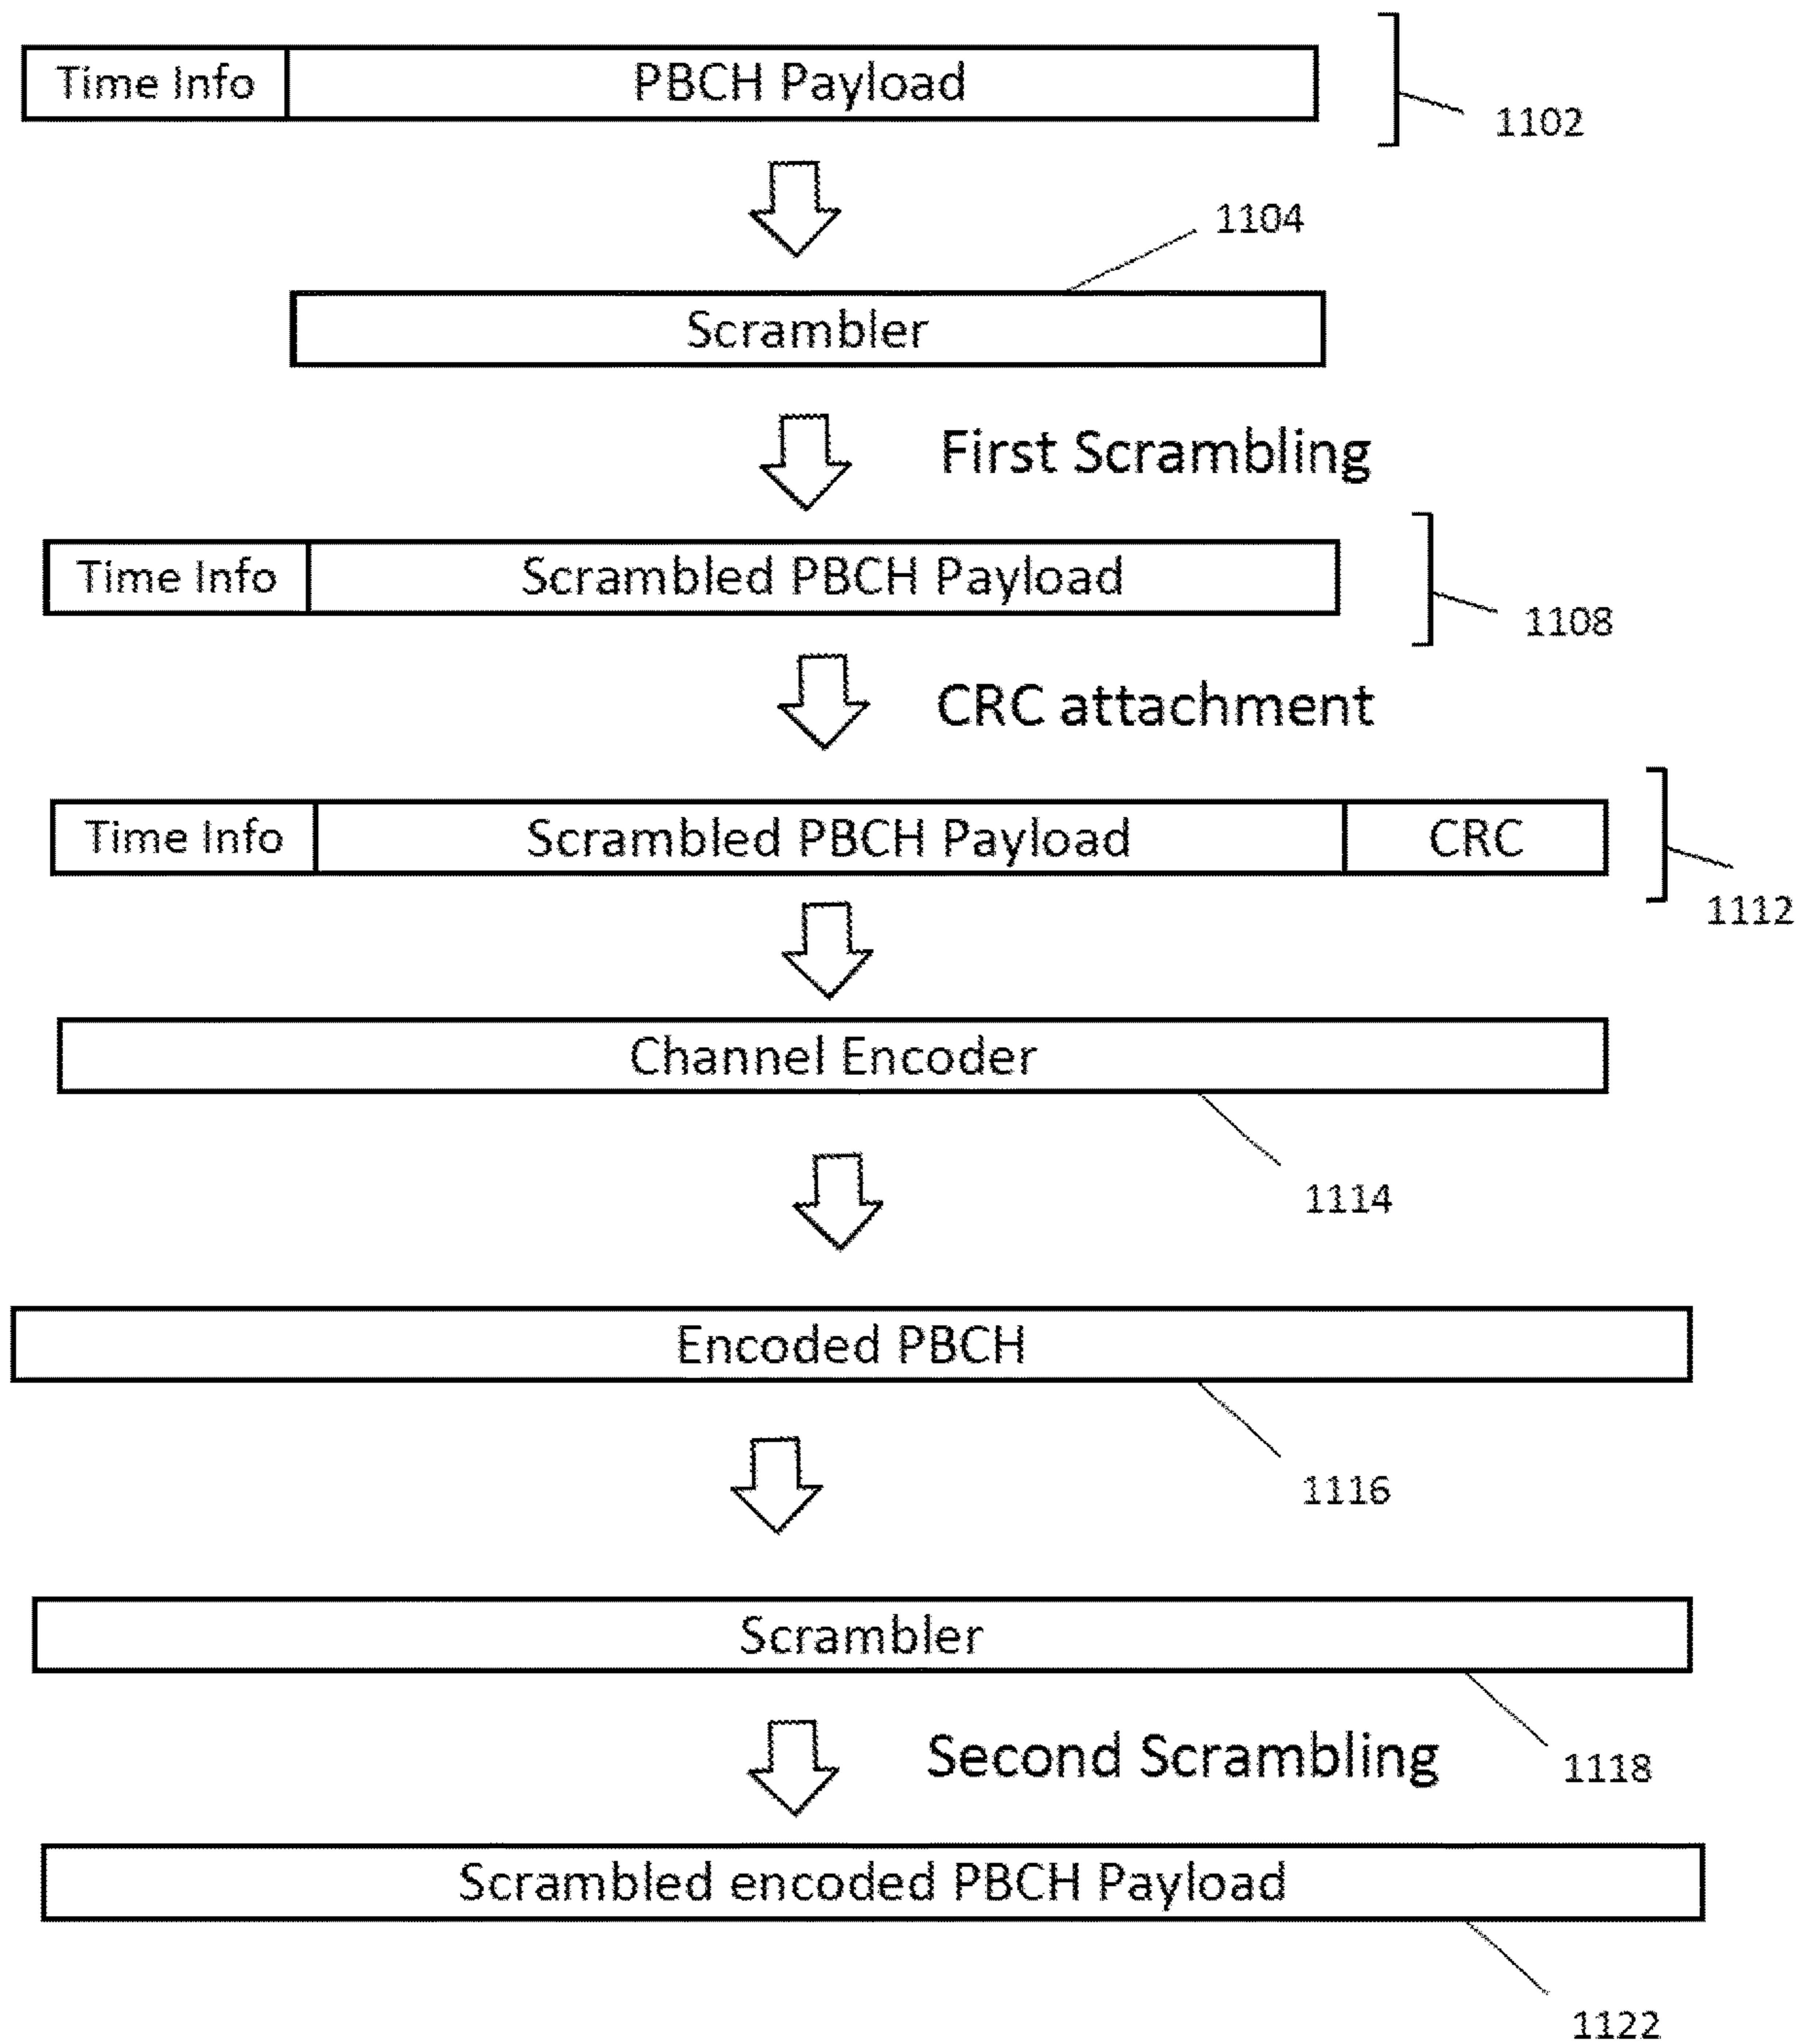 Time Info PBCH Payload
1102
1104
Scrambler
First Scrambling
Time Info Scrambled PBCH Payload
1108
CRC attachment
Time Info Scrambled PBCH Payload CRC
1112
Channel Encoder
1114
Encoded PBCH
1116
Scrambler
Second Scrambling
1118
Scrambled encoded PBCH Payload
1122